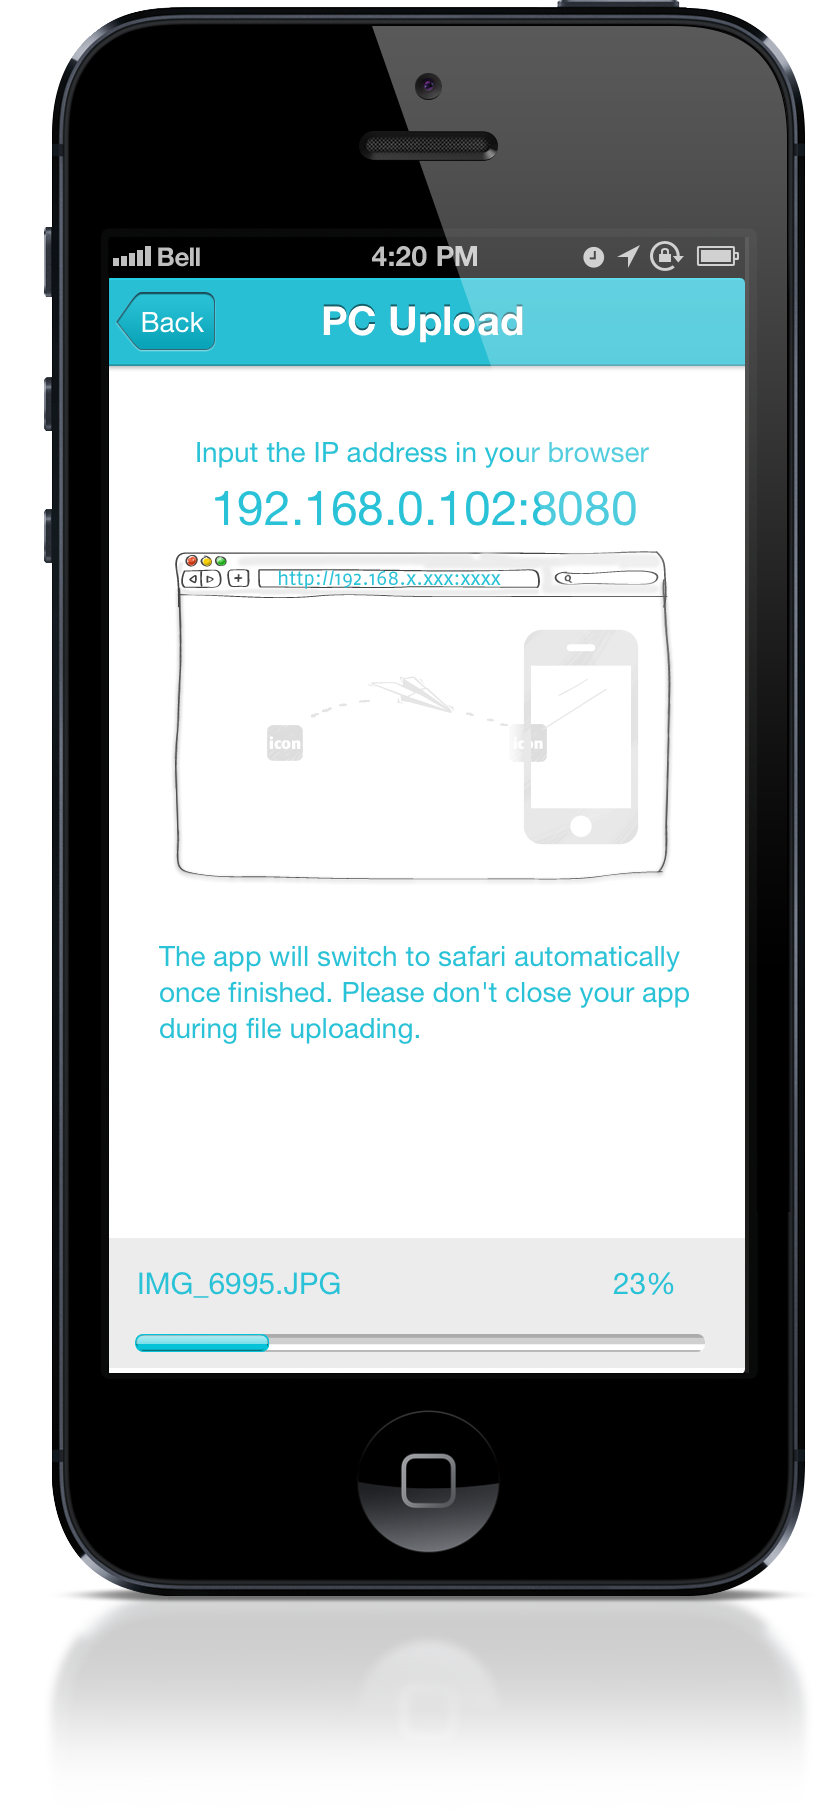 Bell 4:20 PM
Back PC Upload
Input the IP address in your browser
192.168.0.102:8080
http://192.168.x.xxx:xxxx
icon icon
The app will switch to safari automatically
once finished. Please don't close your app
during file uploading.
IMG_6995.JPG 23%